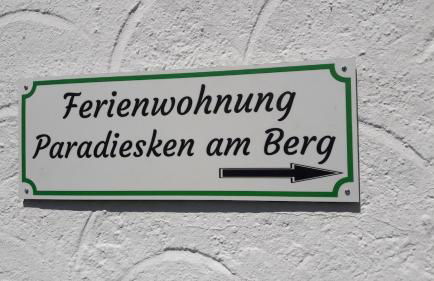 Ferienwohnung
Paradiesken am Berg